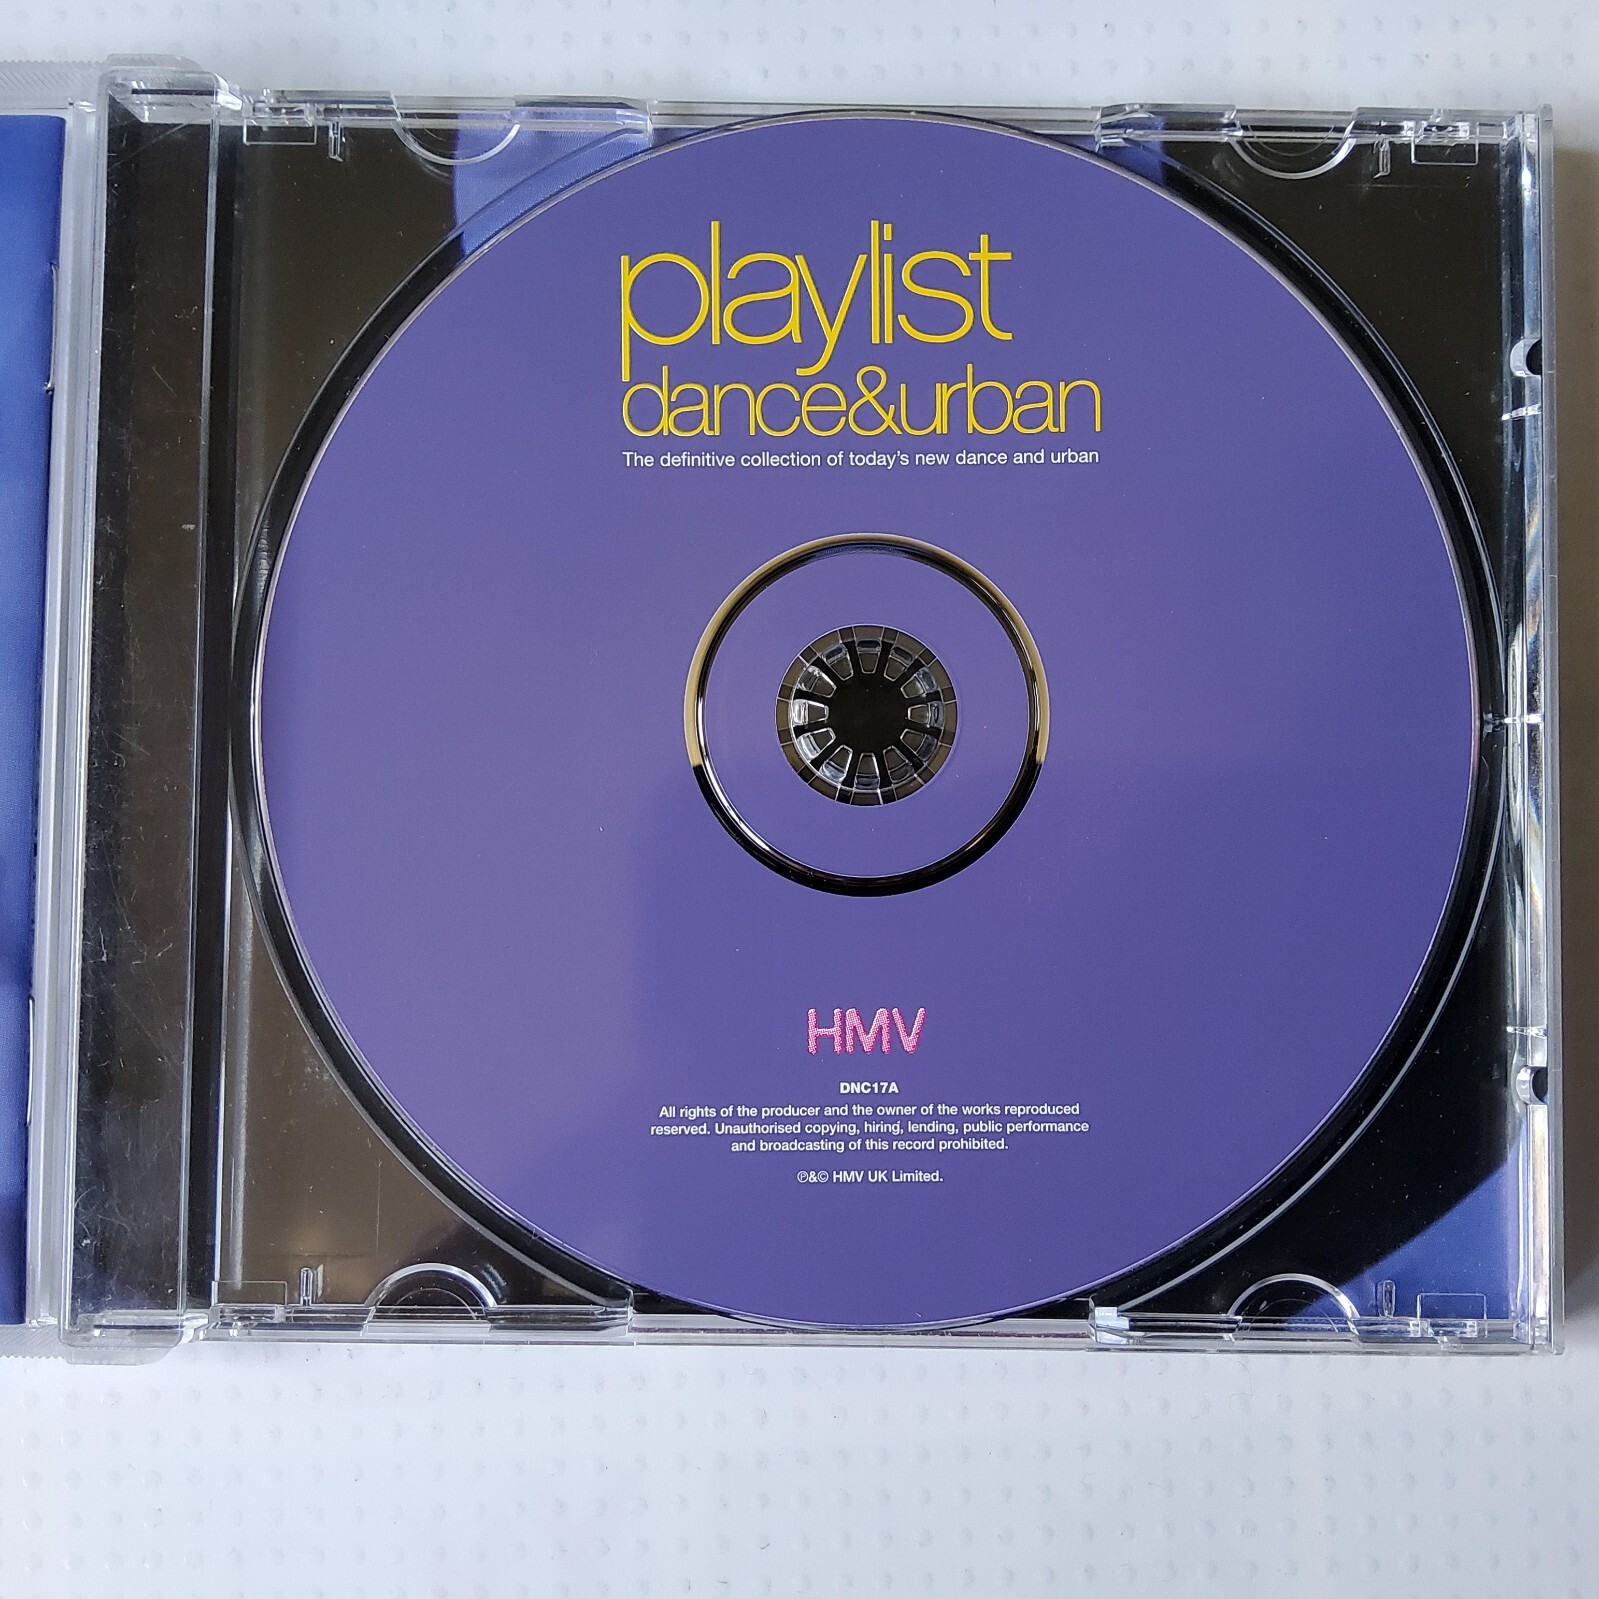 playlist
dance&urban
The definitive collection of today's new dance and urban
HMV
DNC17A
All rights of the producer and the owner of the works reproduced
reserved. Unauthorised copying, hiring, lending, public performance
and broadcasting of this record prohibited.
℗&© HMV UK Limited.